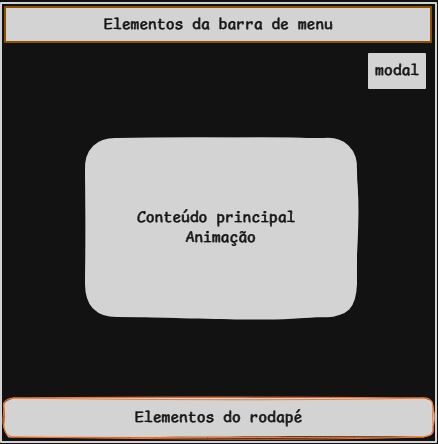 Elementos da barra de menu
modal
Conteúdo principal
Animação
Elementos do rodapé